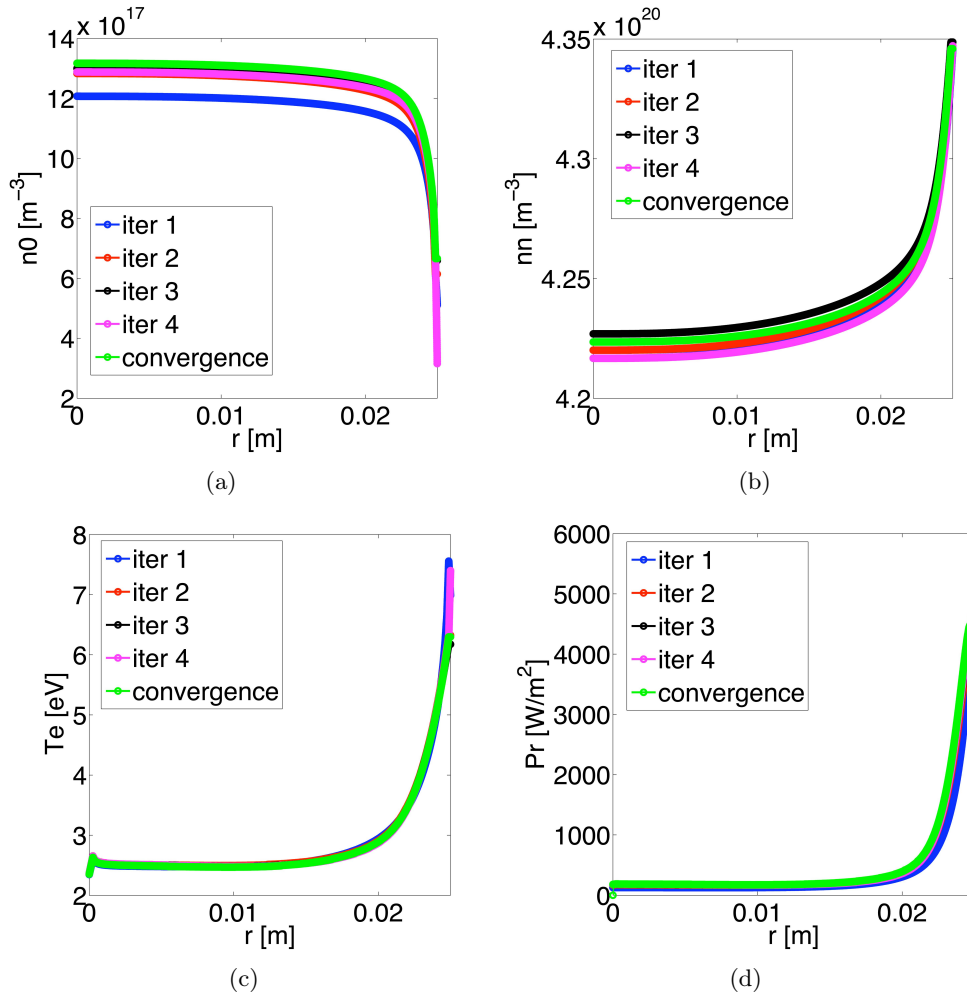 x 10^17
14
12
10
8
6
4
2
0
0.01
0.02
n0 [m^−3]
r [m]
iter 1
iter 2
iter 3
iter 4
convergence
(a)
x 10^20
4.35
4.3
4.25
4.2
0
0.01
0.02
nn [m^−3]
r [m]
iter 1
iter 2
iter 3
iter 4
convergence
(b)
8
7
6
5
4
3
2
0
0.01
0.02
Te [eV]
r [m]
iter 1
iter 2
iter 3
iter 4
convergence
(c)
6000
5000
4000
3000
2000
1000
0
0
0.01
0.02
Pr [W/m^2]
r [m]
iter 1
iter 2
iter 3
iter 4
convergence
(d)